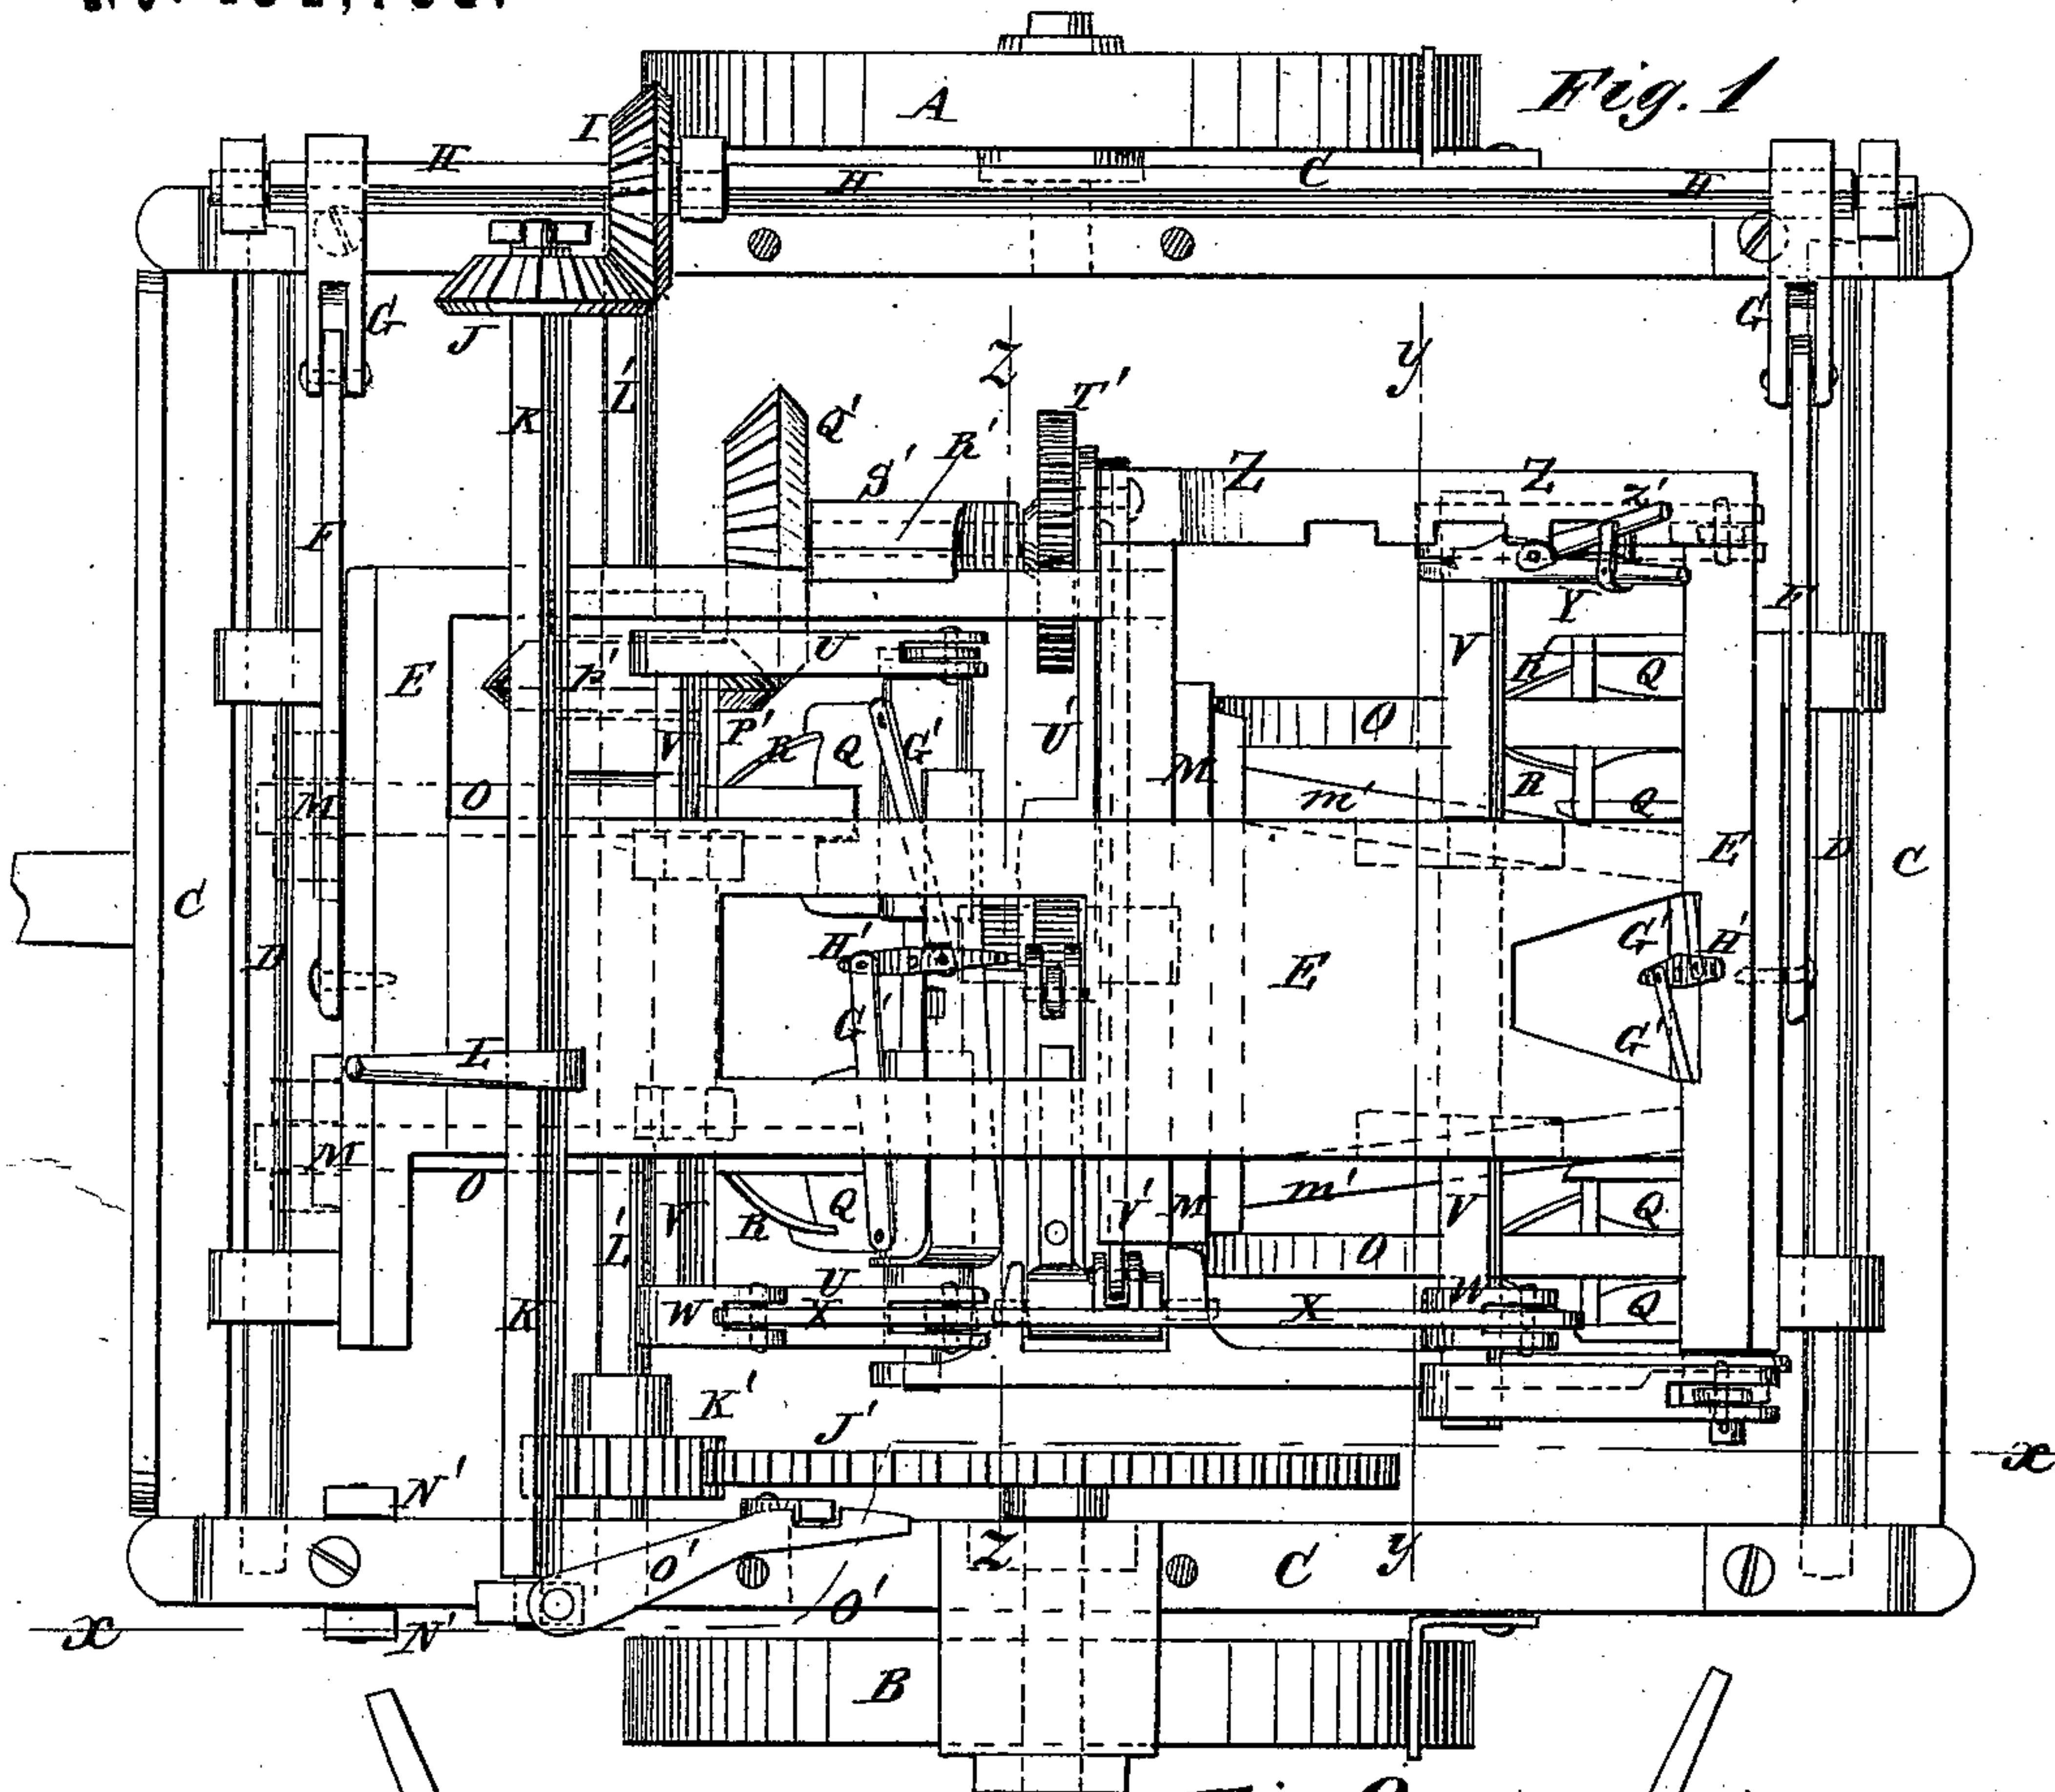 Fig. 1
A
I
H
H
C
H
G
G
J
K
L'
Z
y
T'
Q'
S'
R'
Z
Z
z'
F
F
Y
E
P'
U
V
R
Q
V
P'
R
Q
G'
U'
M
O
R
Q
M
O
m'
E
D
C
C
D
H'
G'
E
G'
H'
G'
L
M
O
L'
V
R
Q
V'
M
m'
V
Q
O
K
W
U
X
X
W
Q
K'
J'
x
N'
O'
Z
C
y
x
N'
O'
B